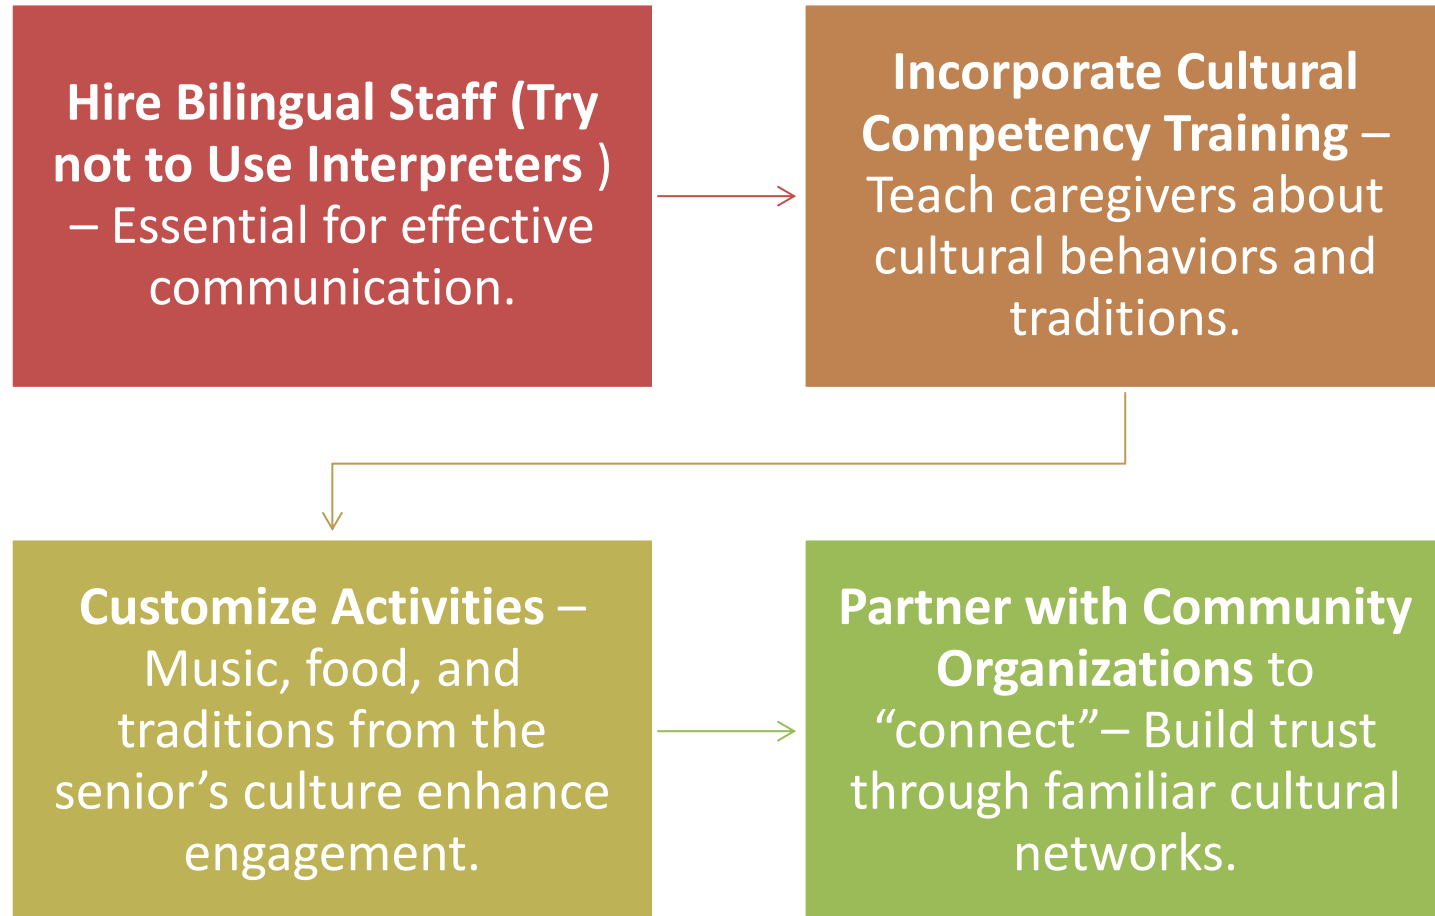 Hire Bilingual Staff (Try
not to Use Interpreters )
– Essential for effective
communication.
Incorporate Cultural
Competency Training –
Teach caregivers about
cultural behaviors and
traditions.
Customize Activities –
Music, food, and
traditions from the
senior’s culture enhance
engagement.
Partner with Community
Organizations to
“connect”– Build trust
through familiar cultural
networks.